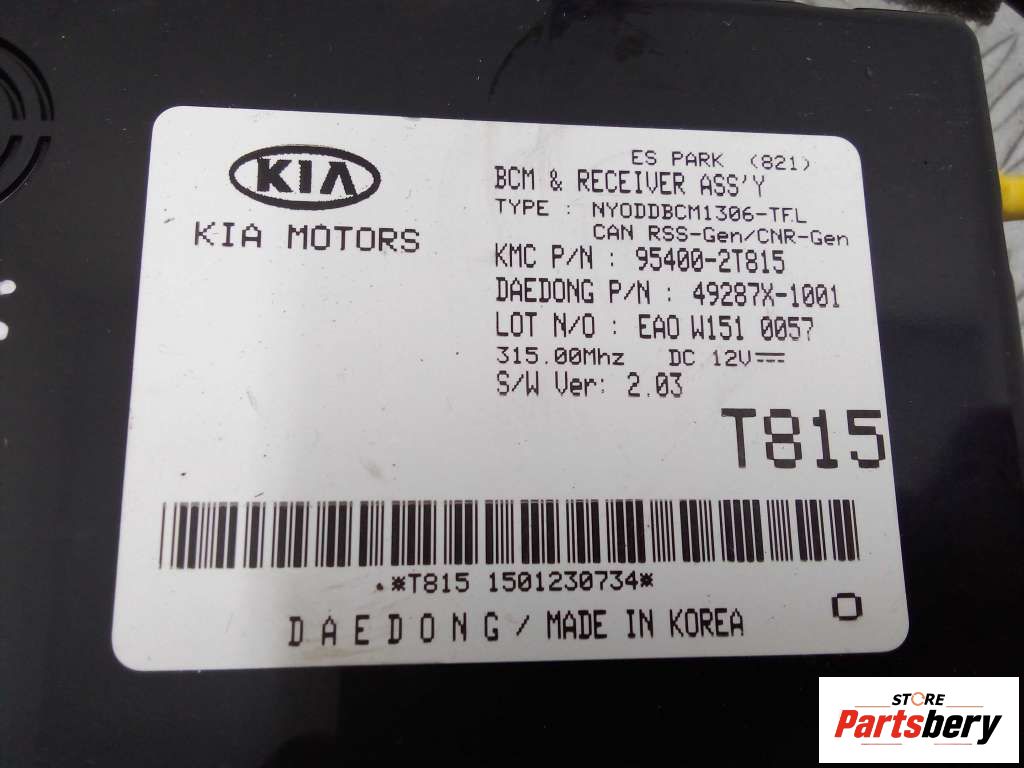 KIA
KIA MOTORS
ES PARK (821)
BCM & RECEIVER ASS'Y
TYPE : NYODDBCM1306-TFL
CAN RSS-Gen/CNR-Gen
KMC P/N : 95400-2T815
DAEDONG P/N : 49287X-1001
LOT N/O : EAO W151 0057
315.00Mhz DC 12V
S/W Ver: 2.03
T815
*T815 1501230734*
DAEDONG / MADE IN KOREA
O
STORE
Partsbery